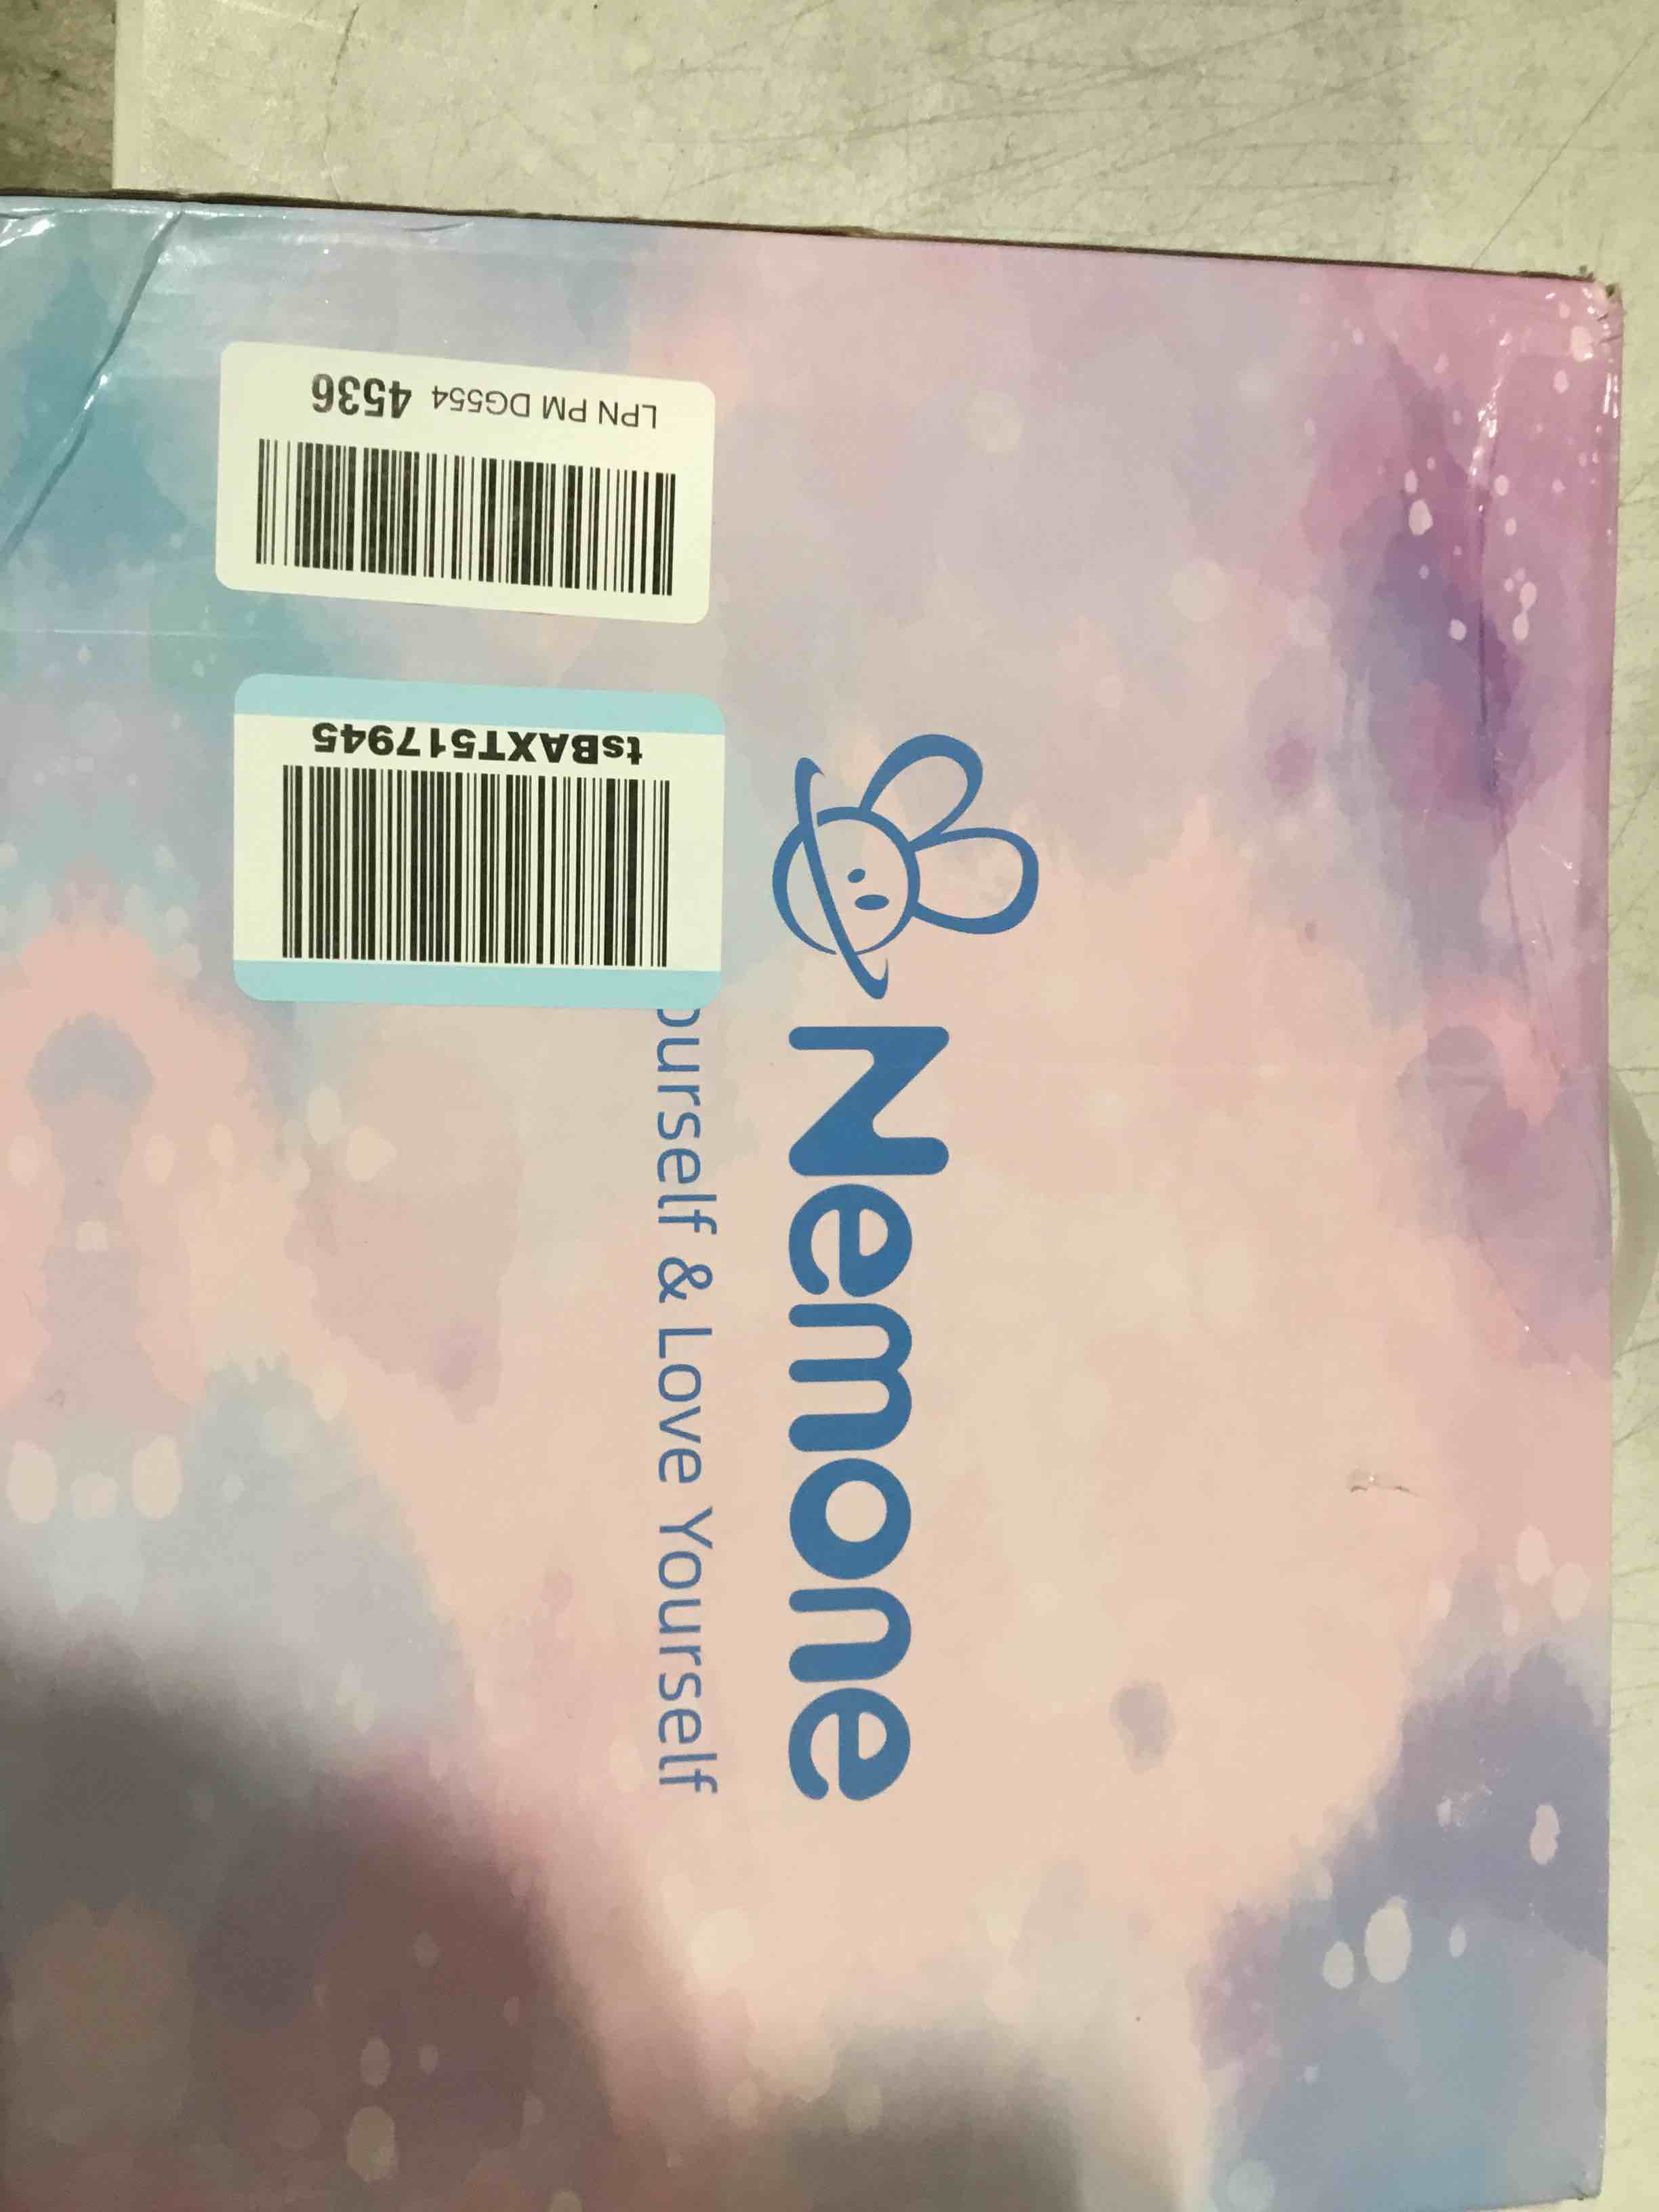 LPN PM DG554 4536
tsBAXT517945
Nemone
ourself & Love Yourself